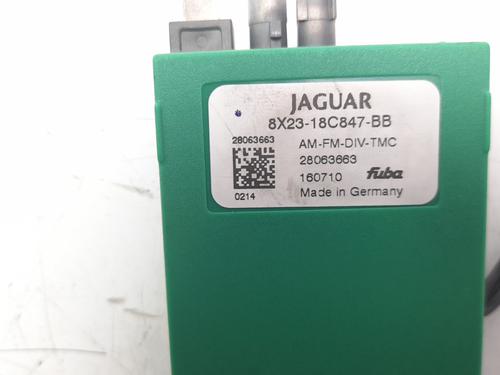 JAGUAR
8X23-18C847-BB
28063663
AM-FM-DIV-TMC
28063663
160710
fuba
0214
Made in Germany